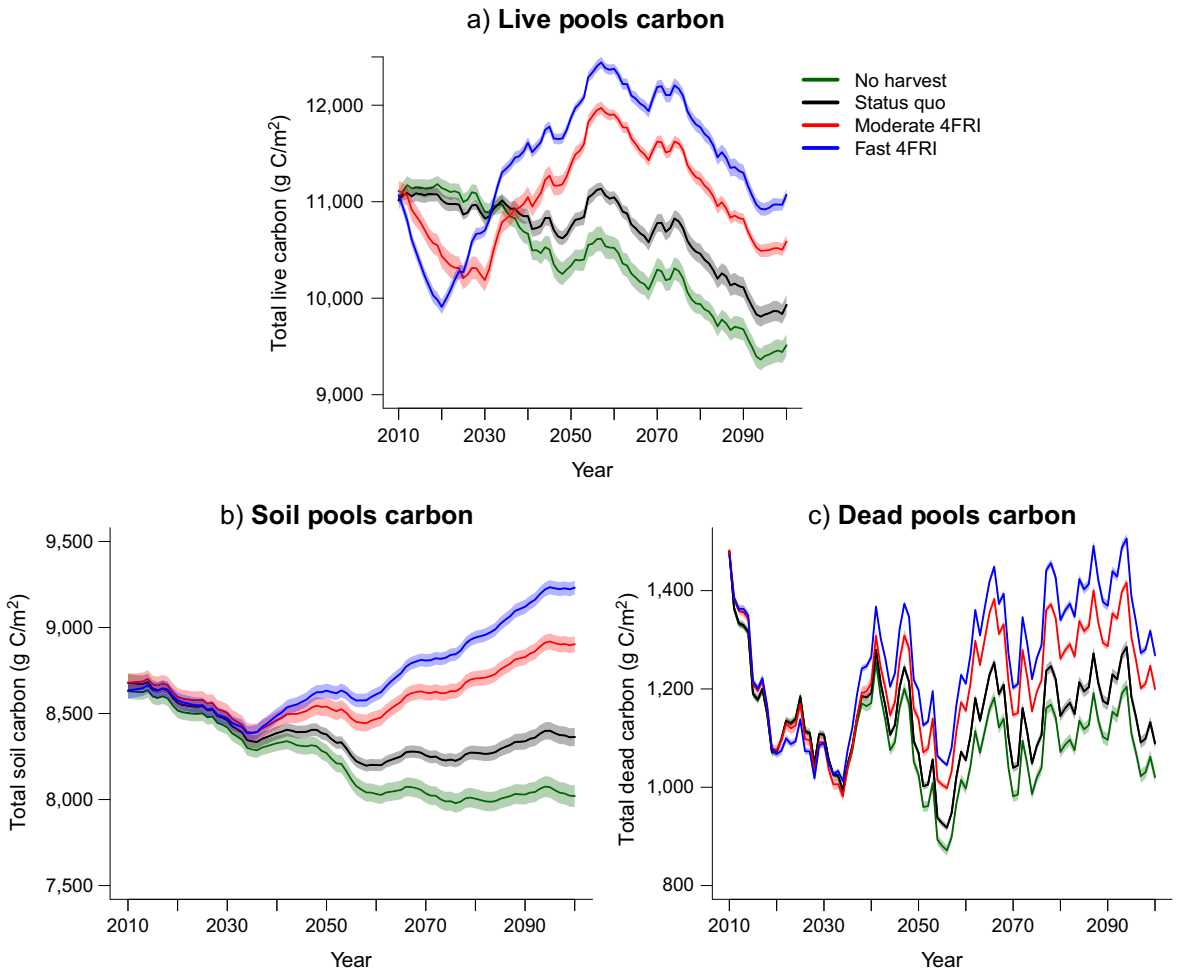 a) Live pools carbon
Total live carbon (g C/m²)
12,000
11,000
10,000
9,000
2010 2030 2050 2070 2090
Year
No harvest
Status quo
Moderate 4FRI
Fast 4FRI
b) Soil pools carbon
Total soil carbon (g C/m²)
9,500
9,000
8,500
8,000
7,500
2010 2030 2050 2070 2090
Year
c) Dead pools carbon
Total dead carbon (g C/m²)
1,400
1,200
1,000
800
2010 2030 2050 2070 2090
Year